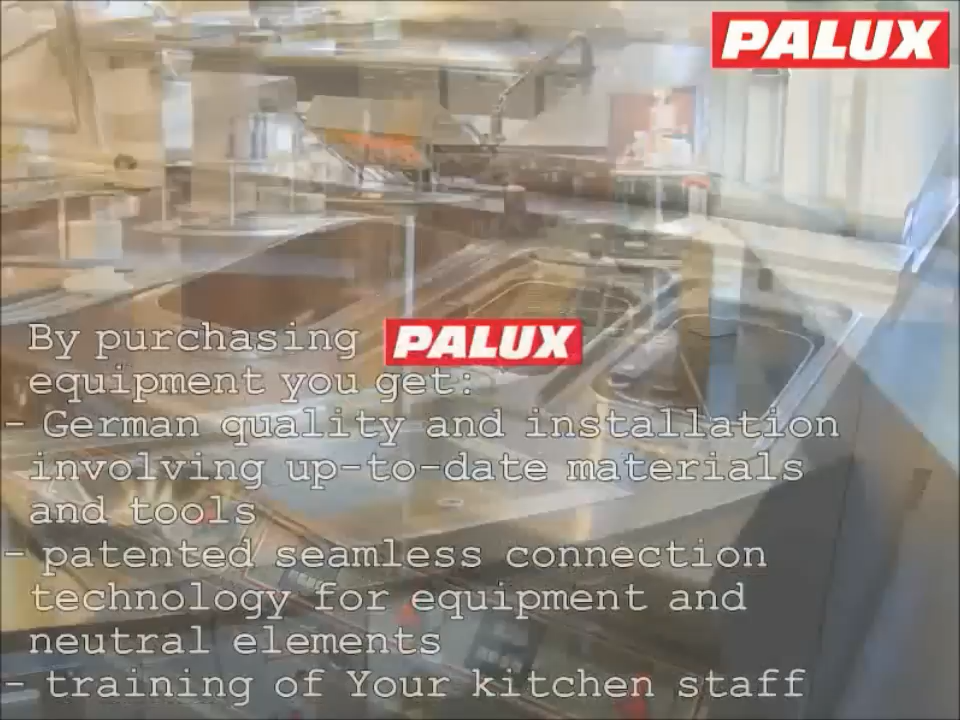 PALUX
By purchasing PALUX
equipment you get:
- German quality and installation
involving up-to-date materials
and tools
- patented seamless connection
technology for equipment and
neutral elements
- training of Your kitchen staff